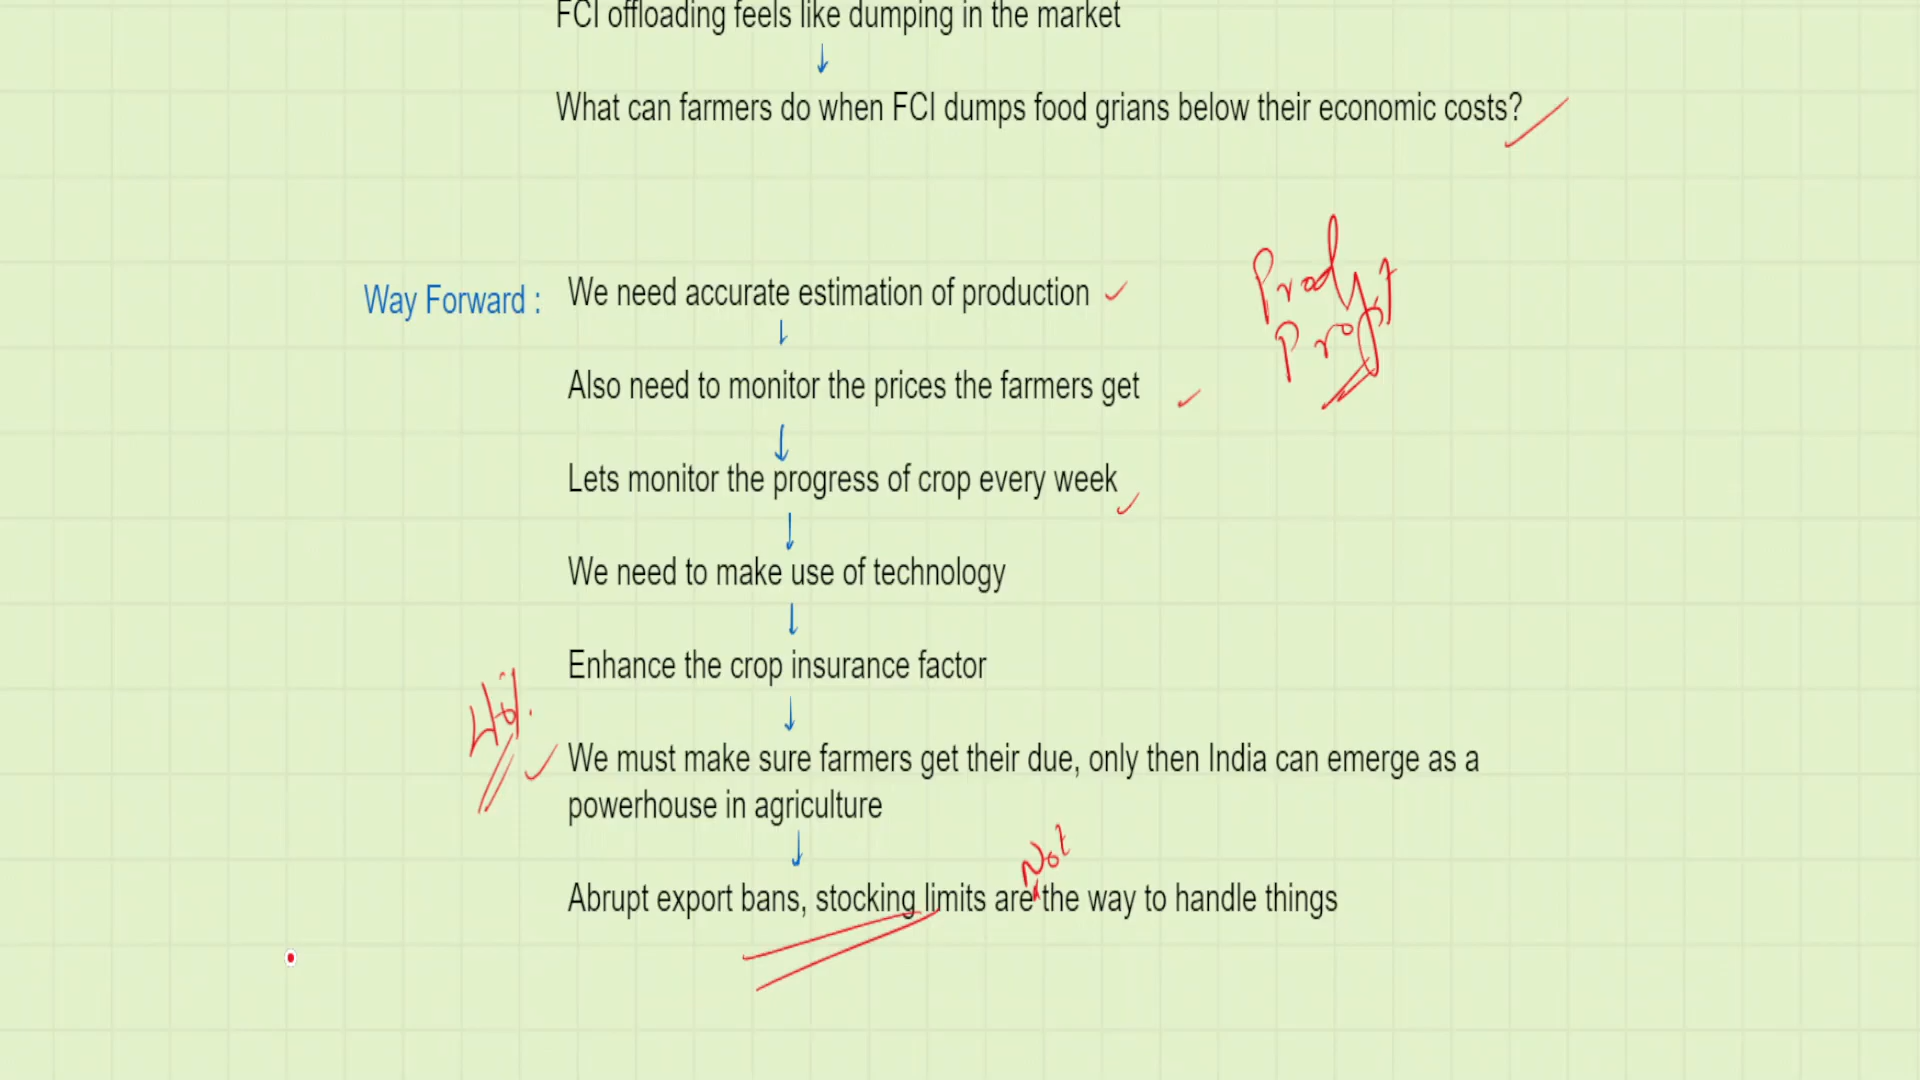 FCI offloading feels like dumping in the market
What can farmers do when FCI dumps food grians below their economic costs?
Way Forward : We need accurate estimation of production
Also need to monitor the prices the farmers get
Lets monitor the progress of crop every week
We need to make use of technology
Enhance the crop insurance factor
We must make sure farmers get their due, only then India can emerge as a
powerhouse in agriculture
Not
Abrupt export bans, stocking limits are the way to handle things